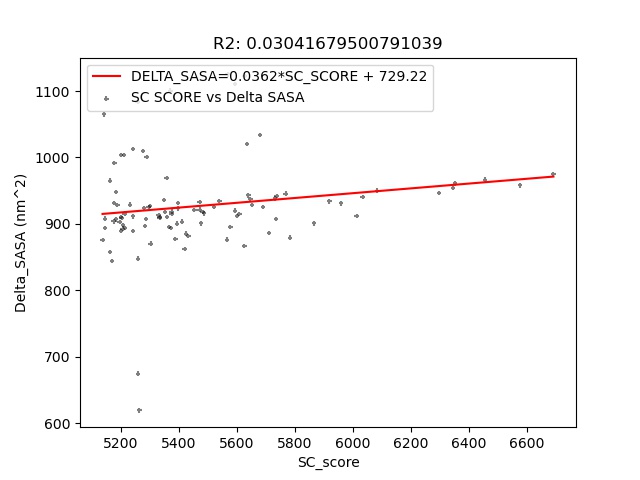 R2: 0.03041679500791039
DELTA_SASA=0.0362*SC_SCORE + 729.22
SC SCORE vs Delta SASA
Delta_SASA (nm^2)
1100
1000
900
800
700
600
5200 5400 5600 5800 6000 6200 6400 6600
SC_score